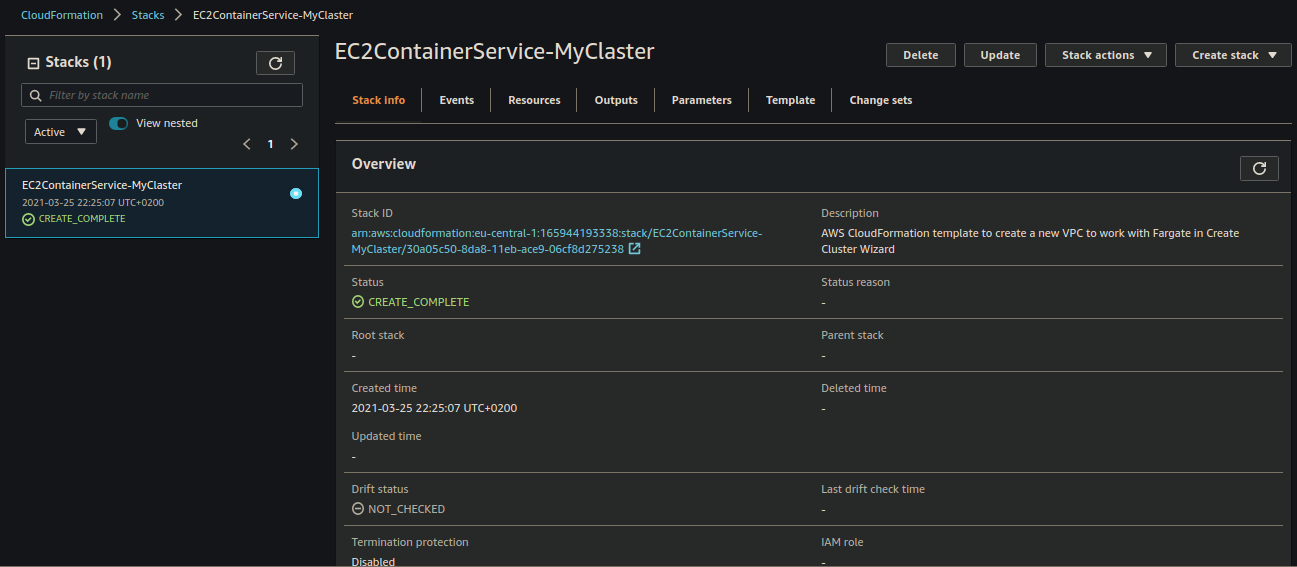 CloudFormation > Stacks > EC2ContainerService-MyClaster
Stacks (1)
Filter by stack name
Active
View nested
1
EC2ContainerService-MyClaster
2021-03-25 22:25:07 UTC+0200
CREATE_COMPLETE
EC2ContainerService-MyClaster
Delete Update Stack actions Create stack
Stack info Events Resources Outputs Parameters Template Change sets
Overview
Stack ID
arn:aws:cloudformation:eu-central-1:165944193338:stack/EC2ContainerService-
MyClaster/30a05c50-8da8-11eb-ace9-06cf8d275238
Description
AWS CloudFormation template to create a new VPC to work with Fargate in Create
Cluster Wizard
Status
CREATE_COMPLETE
Status reason
-
Root stack
-
Parent stack
-
Created time
2021-03-25 22:25:07 UTC+0200
Deleted time
-
Updated time
-
Drift status
NOT_CHECKED
Last drift check time
-
Termination protection
Disabled
IAM role
-